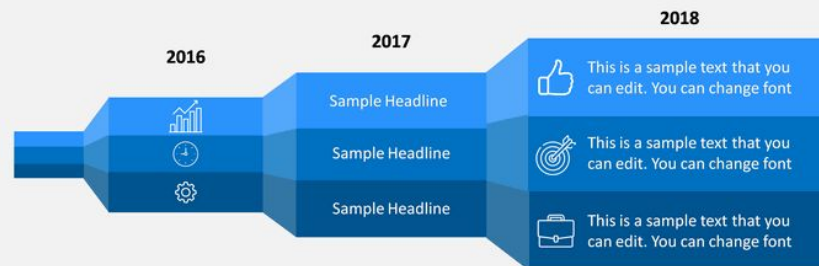 2016
2017
2018
Sample Headline
Sample Headline
Sample Headline
This is a sample text that you
can edit. You can change font
This is a sample text that you
can edit. You can change font
This is a sample text that you
can edit. You can change font